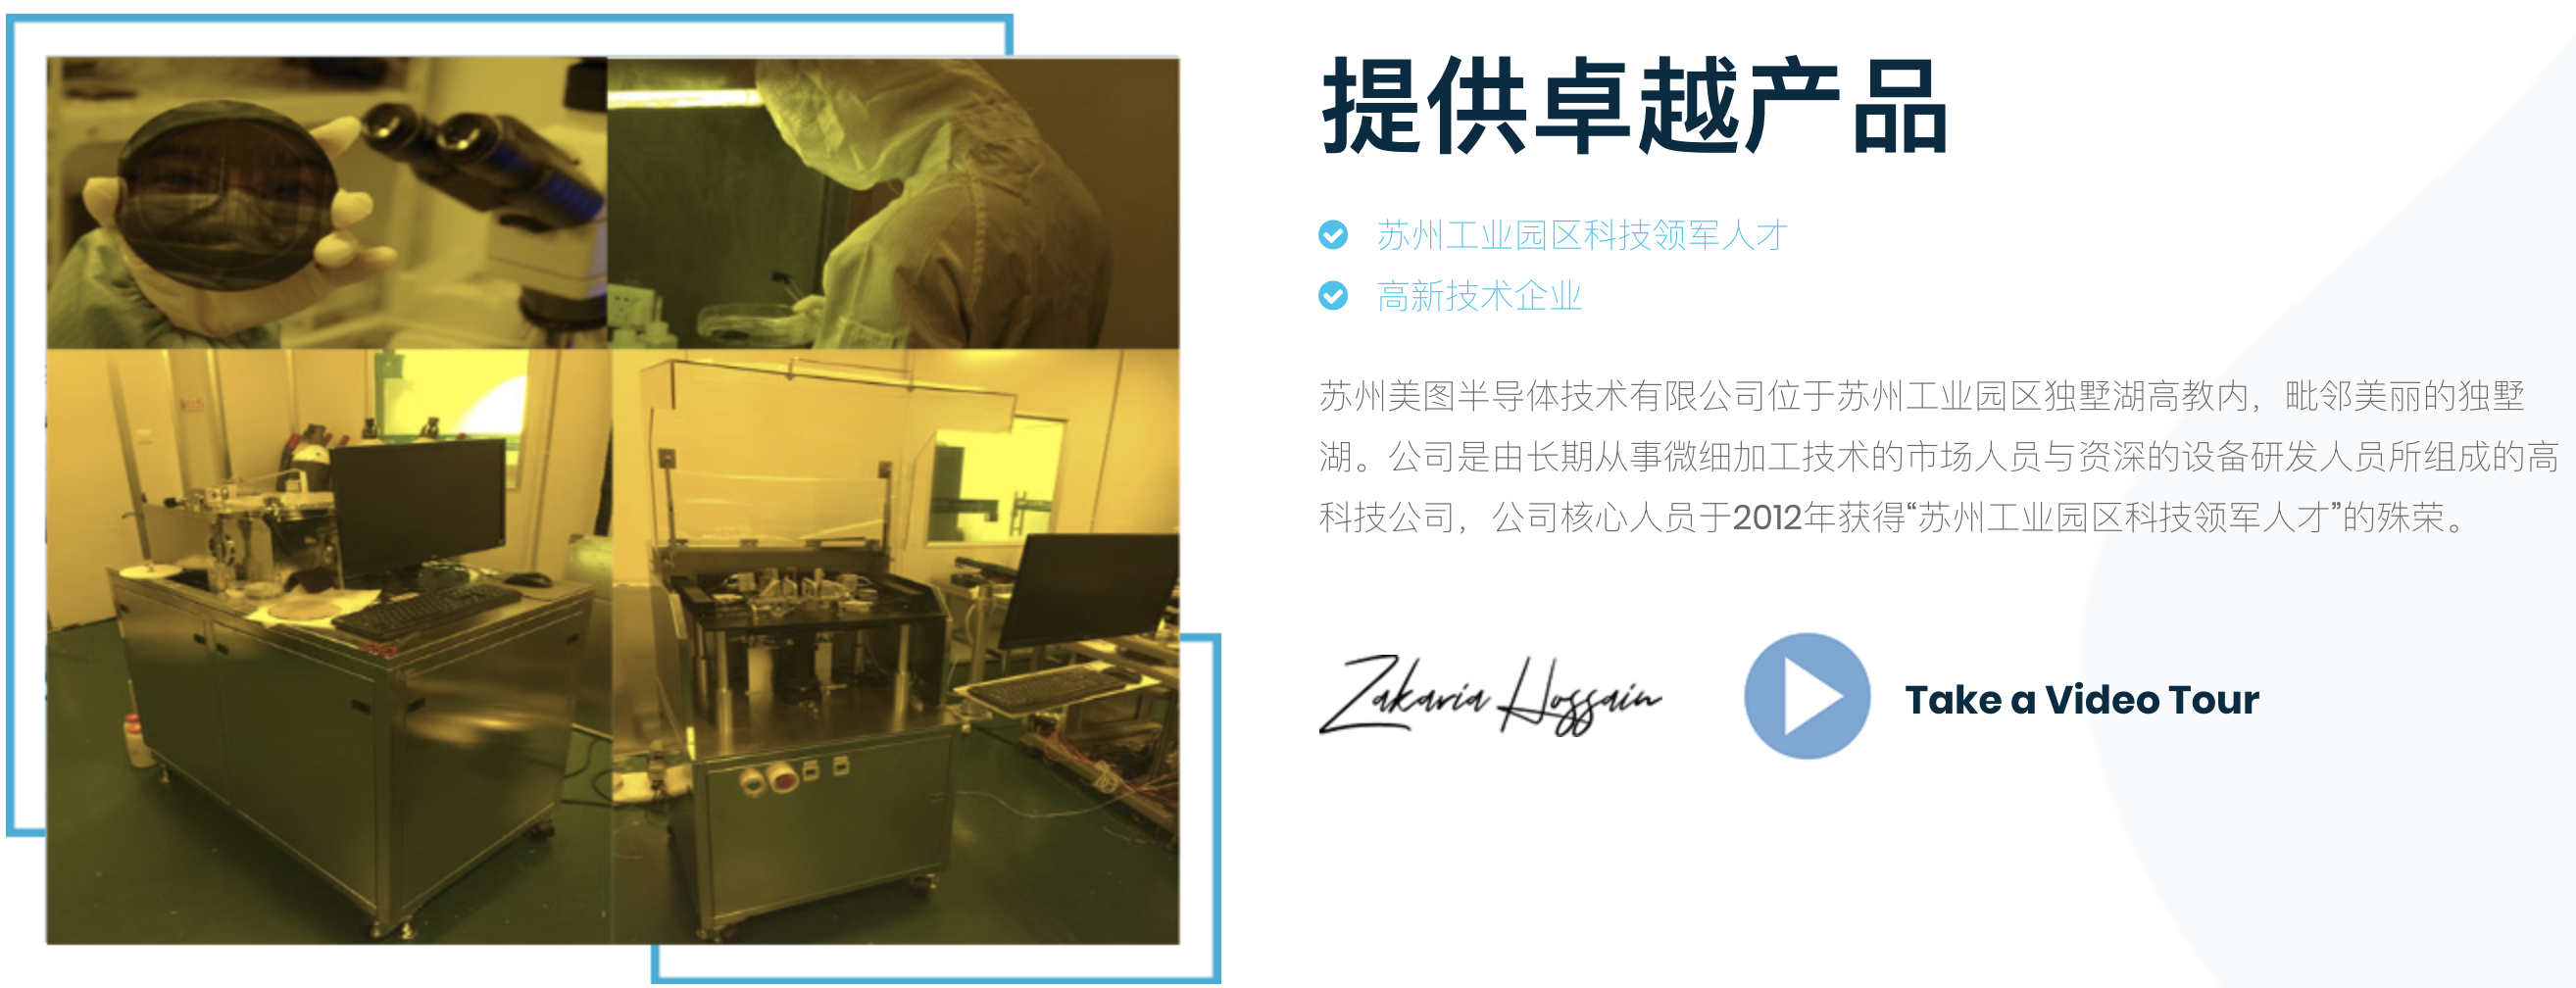 提供卓越产品
苏州工业园区科技领军人才
高新技术企业
苏州美图半导体技术有限公司位于苏州工业园区独墅湖高教内，毗邻美丽的独墅
湖。公司是由长期从事微细加工技术的市场人员与资深的设备研发人员所组成的高
科技公司，公司核心人员于2012年获得“苏州工业园区科技领军人才”的殊荣。
Zakaria Hossain
Take a Video Tour